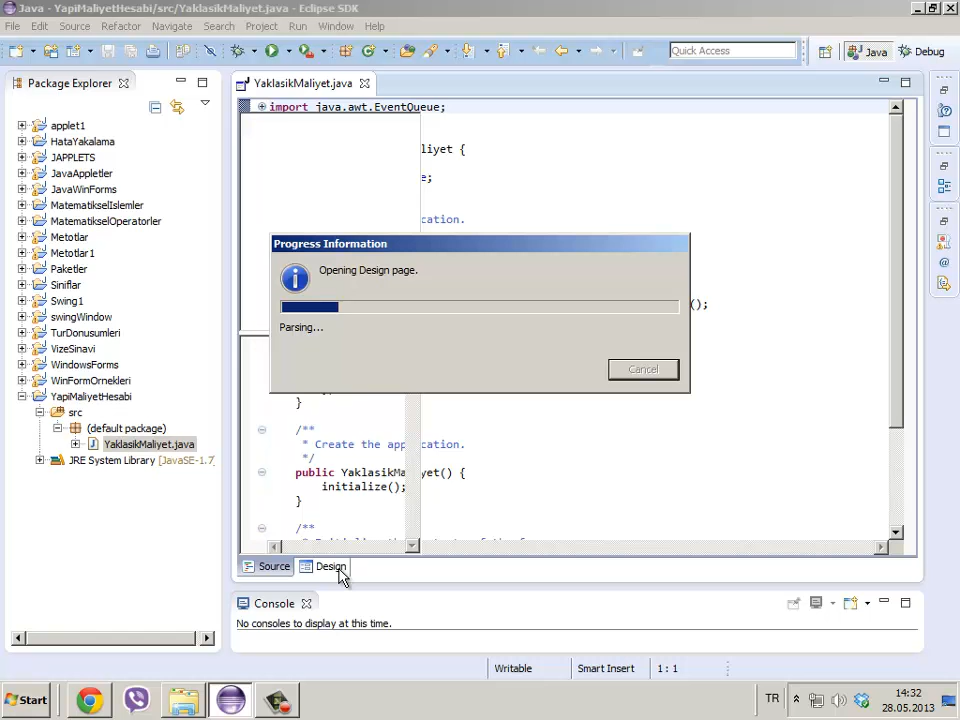 Java - YapiMaliyetHesabi/src/YaklasikMaliyet.java - Eclipse SDK
File Edit Source Refactor Navigate Search Project Run Window Help
Quick Access
Java
Debug
Package Explorer
YaklasikMaliyet.java
import java.awt.EventQueue;
applet1
HataYakalama
JAPPLETS
JavaAppletler
JavaWinForms
MatematikselIslemler
MatematikselOperatorler
Metotlar
Metotlar1
Paketler
Siniflar
Swing1
swingWindow
TurDonusumleri
VizeSinavi
WindowsForms
WinFormOrnekleri
YapiMaliyetHesabi
src
(default package)
YaklasikMaliyet.java
JRE System Library [JavaSE-1.7
liyet {
e;
cation.
();
Progress Information
Opening Design page.
Parsing...
Cancel
}
/**
* Create the application.
*/
public YaklasikMaliyet() {
initialize();
}
/**
Source
Design
Console
No consoles to display at this time.
Writable
Smart Insert
1 : 1
Start
TR
14:32
28.05.2013